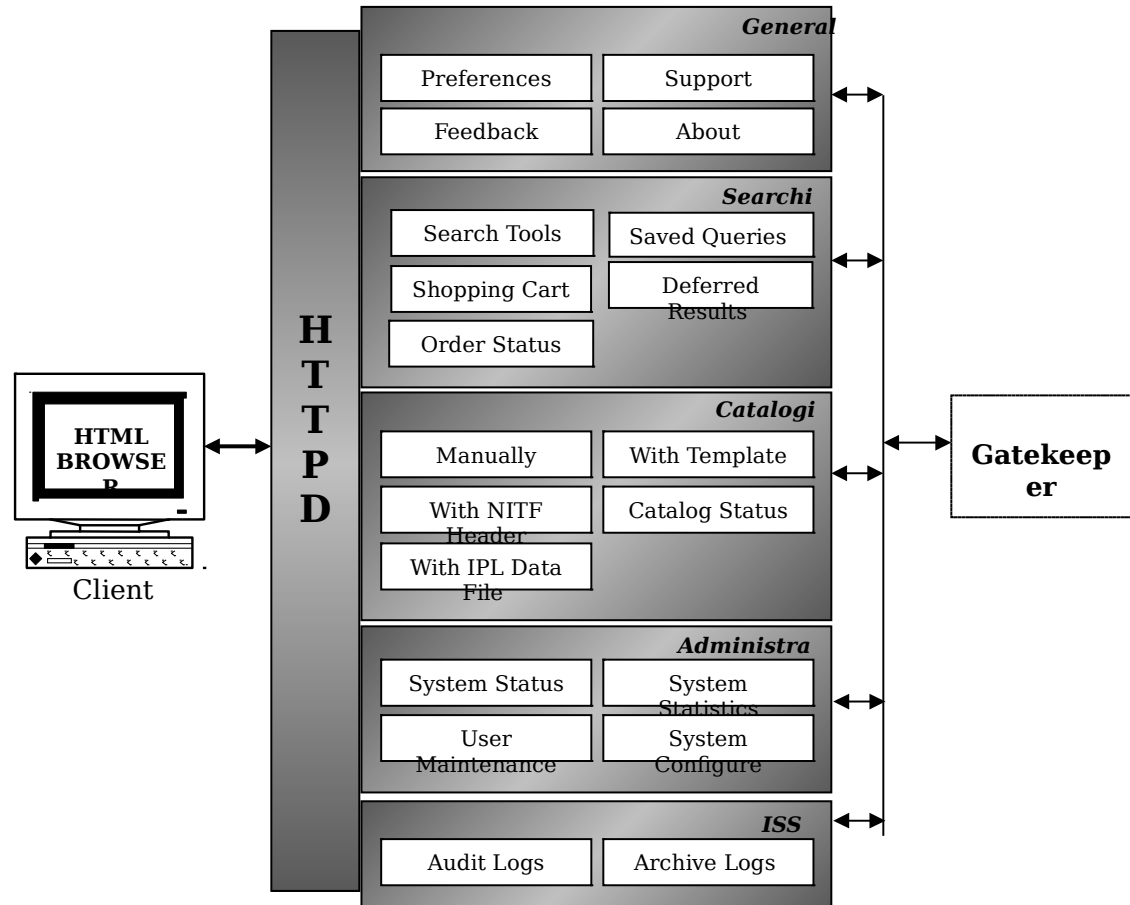 General
Preferences
Support
Feedback
About
Searchi
Search Tools
Saved Queries
Shopping Cart
Deferred
Results
Order Status
H
T
T
P
D
HTML
BROWSE
R
Client
Catalogi
Manually
With Template
With NITF
Header
Catalog Status
With IPL Data
File
Gatekeep
er
Administra
System Status
System
Statistics
User
Maintenance
System
Configure
ISS
Audit Logs
Archive Logs